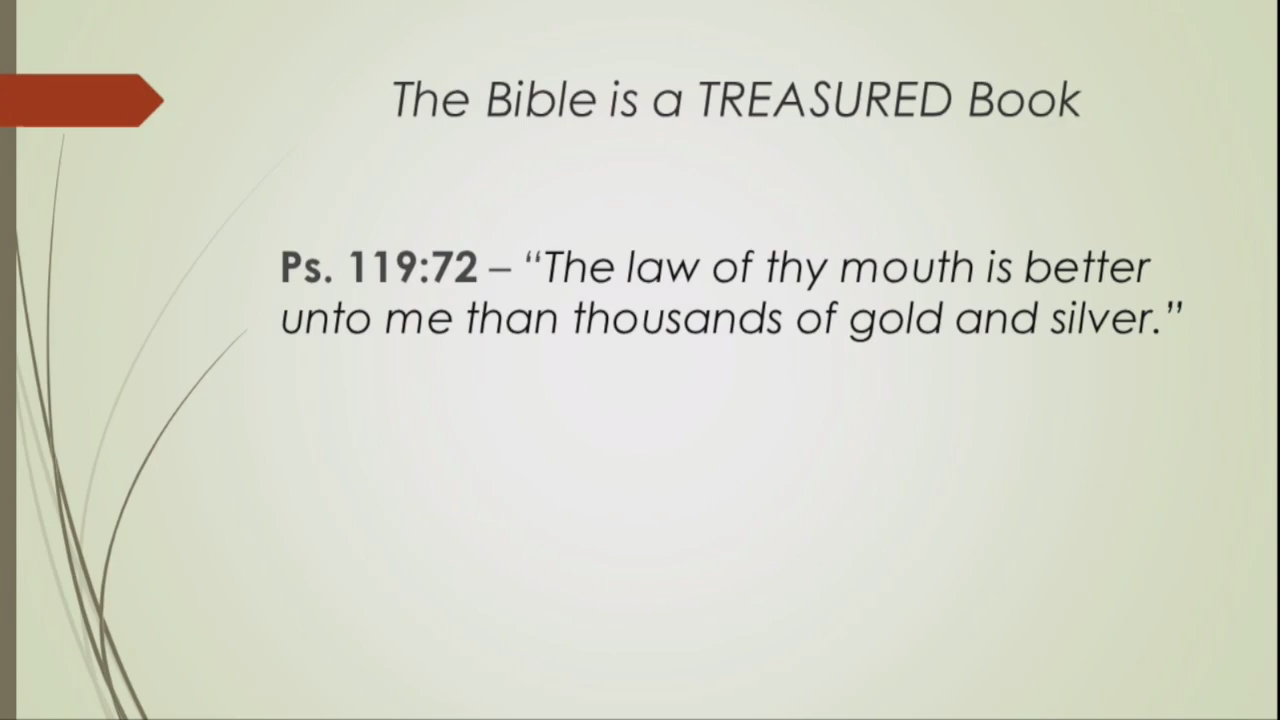 The Bible is a TREASURED Book
Ps. 119:72 – “The law of thy mouth is better
unto me than thousands of gold and silver.”